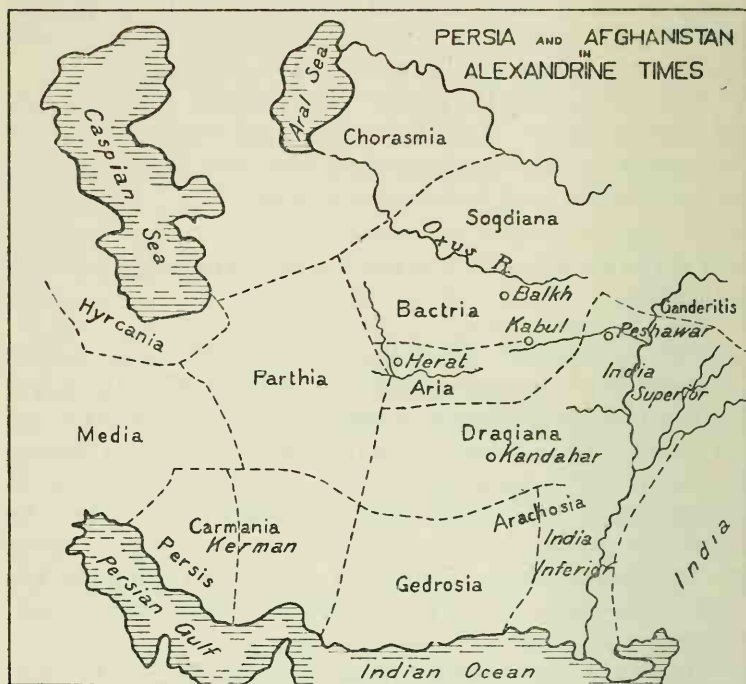 PERSIA AND AFGHANISTAN
IN
ALEXANDRINE TIMES
Aral Sea
Caspian
Sea
Chorasmia
Sogdiana
Oxus R.
Balkh
Bactria
Ganderitis
Kabul
Peshawar
Hyrcania
Herat
Aria
India
Superior
Parthia
Media
Dragiana
Kandahar
Arachosia
Carmania
Kerman
Persis
Persian Gulf
India
Inferior
India
Gedrosia
Indian Ocean